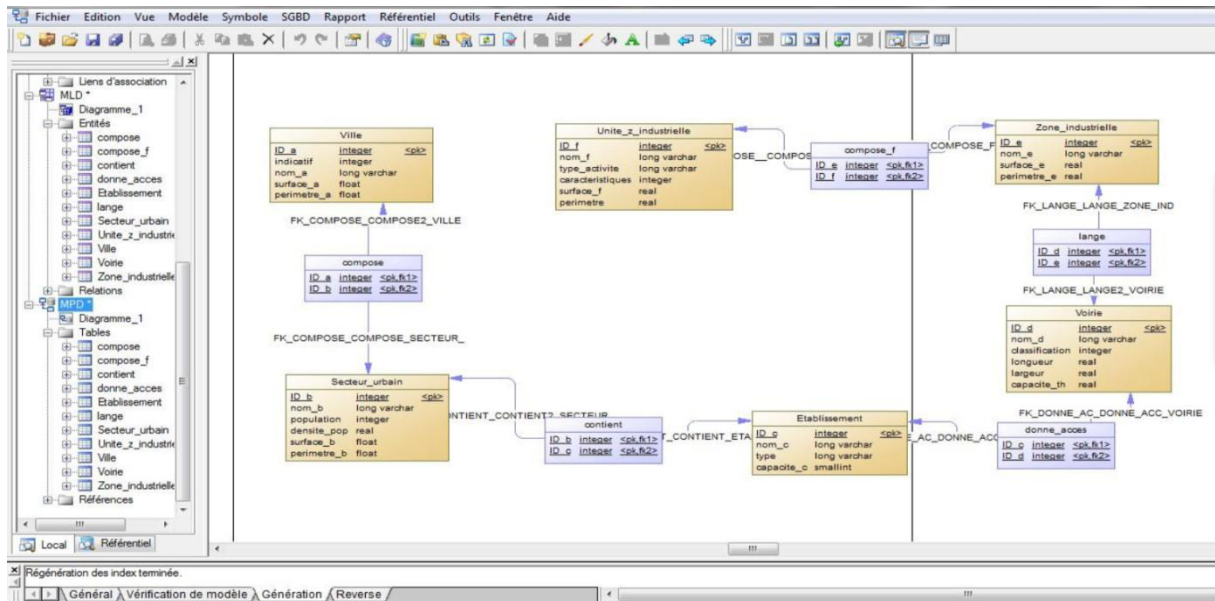 Fichier Edition Vue Modèle Symbole SGBD Rapport Référentiel Outils Fenêtre Aide
Liens d'association
MLD *
Diagramme_1
Entités
compose
compose_f
contient
donne_acces
Etablissement
lange
Secteur_urbain
Unite_z_industrie
Ville
Voirie
Zone_industrielle
Relations
MPD *
Diagramme_1
Tables
compose
compose_f
contient
donne_acces
Etablissement
lange
Secteur_urbain
Unite_z_industrie
Ville
Voirie
Zone_industrielle
Références
Local Référentiel
Ville
ID_a integer <pk>
indicatif integer
nom_a long varchar
surface_a float
perimetre_a float
FK_COMPOSE_COMPOSE2_VILLE
compose
ID_a integer <pk,fk1>
ID_b integer <pk,fk2>
FK_COMPOSE_COMPOSE_SECTEUR_
Secteur_urbain
ID_b integer <pk>
nom_b long varchar
population integer
densite_pop real
surface_b float
perimetre_b float
ONTIENT_CONTIENT2_SECTEUR
contient
ID_b integer <pk,fk1>
ID_c integer <pk,fk2>
T_CONTIENT_ETA
Etablissement
ID_c integer <pk>
nom_c long varchar
type long varchar
capacite_c smallint
E_AC_DONNE_ACC
donne_acces
ID_c integer <pk,fk1>
ID_d integer <pk,fk2>
FK_DONNE_AC_DONNE_ACC_VOIRIE
Unite_z_industrielle
ID_f integer <pk>
nom_f long varchar
type_activite long varchar
caracteristiques integer
surface_f real
perimetre real
OSE__COMPOS
compose_f
ID_e integer <pk,fk1>
ID_f integer <pk,fk2>
_COMPOSE_F
Zone_industrielle
ID_e integer <pk>
nom_e long varchar
surface_e real
perimetre_e real
FK_LANGE_LANGE_ZONE_IND
lange
ID_d integer <pk,fk1>
ID_e integer <pk,fk2>
FK_LANGE_LANGE2_VOIRIE
Voirie
ID_d integer <pk>
nom_d long varchar
classification integer
longueur real
largeur real
capacite_th real
Régénération des index terminée.
Général Vérification de modèle Génération Reverse